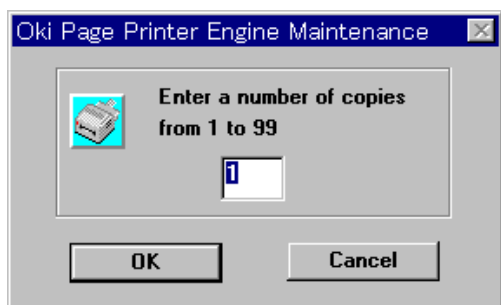 Oki Page Printer Engine Maintenance
Enter a number of copies
from 1 to 99
1
OK
Cancel